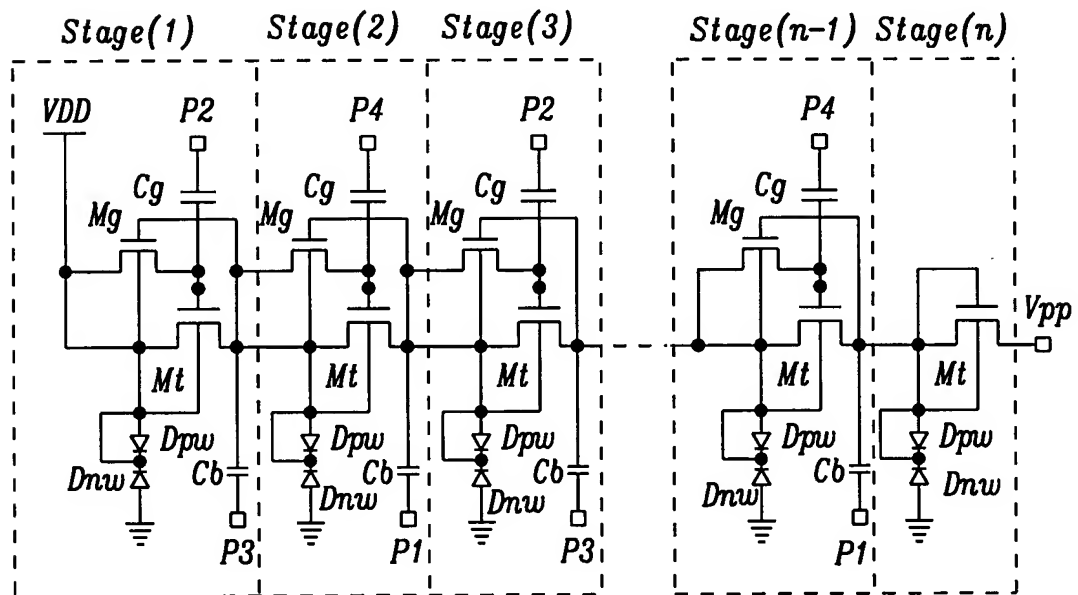 Stage(1) Stage(2) Stage(3) Stage(n-1) Stage(n)
VDD P2 P4 P2 P4
Cg Cg Cg Cg
Mg Mg Mg Mg
Vpp
Mt Mt Mt Mt Mt
Dpw Dpw Dpw Dpw Dpw
Dnw Cb Dnw Cb Dnw Cb Dnw Cb Dnw
P3 P1 P3 P1